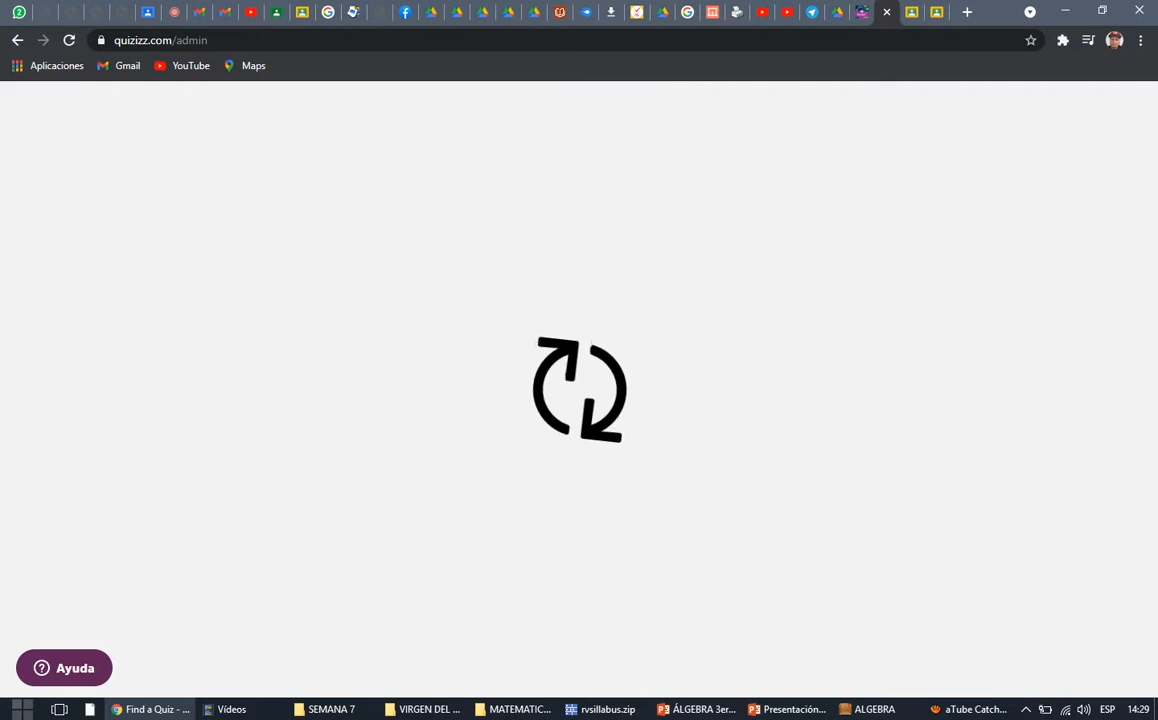 quizizz.com/admin
Aplicaciones Gmail YouTube Maps
Ayuda
Find a Quiz - ... Vídeos SEMANA 7 VIRGEN DEL ... MATEMATIC... rvsillabus.zip ÁLGEBRA 3er... Presentación... ALGEBRA aTube Catch... ESP 14:29